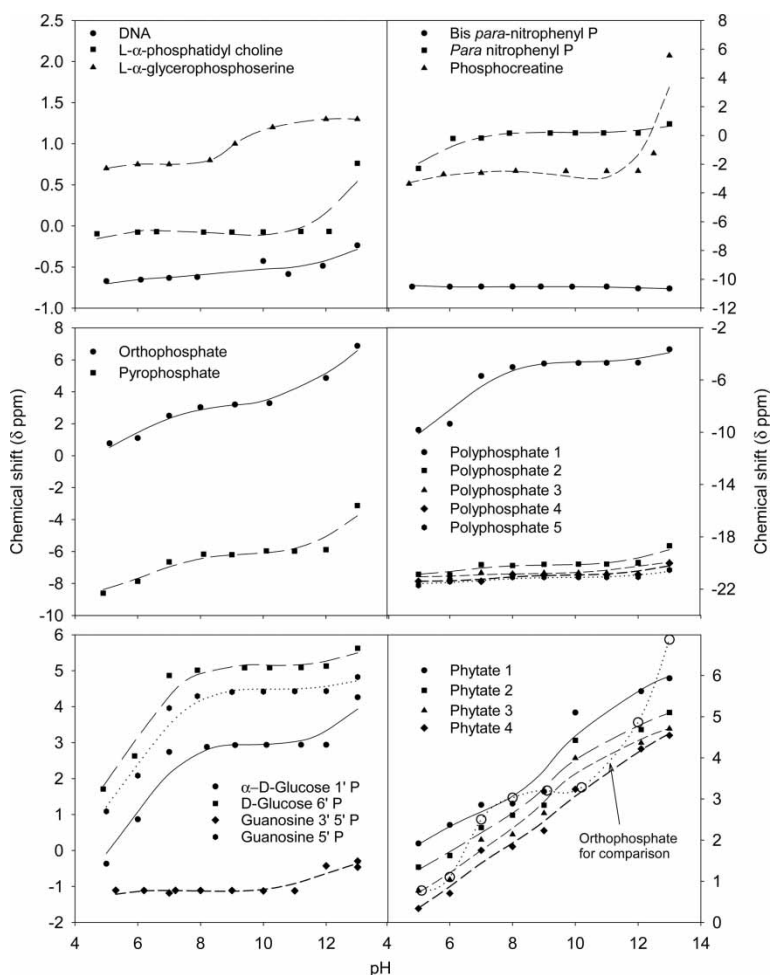 2.5
2.0
1.5
1.0
0.5
0.0
-0.5
-1.0
DNA
L-α-phosphatidyl choline
L-α-glycerophosphoserine
Bis para-nitrophenyl P
Para nitrophenyl P
Phosphocreatine
8
6
4
2
0
-2
-4
-6
-8
-10
-12
Chemical shift (δ ppm)
8
6
4
2
0
-2
-4
-6
-8
-10
Orthophosphate
Pyrophosphate
Polyphosphate 1
Polyphosphate 2
Polyphosphate 3
Polyphosphate 4
Polyphosphate 5
-2
-6
-10
-18
-22
Chemical shift (δ ppm)
6
5
4
3
2
1
0
-1
-2
α–D-Glucose 1' P
D-Glucose 6' P
Guanosine 3' 5' P
Guanosine 5' P
Phytate 1
Phytate 2
Phytate 3
Phytate 4
Orthophosphate
for comparison
6
5
4
3
2
1
0
4 6 8 10 12 4 6 8 10 12 14
pH